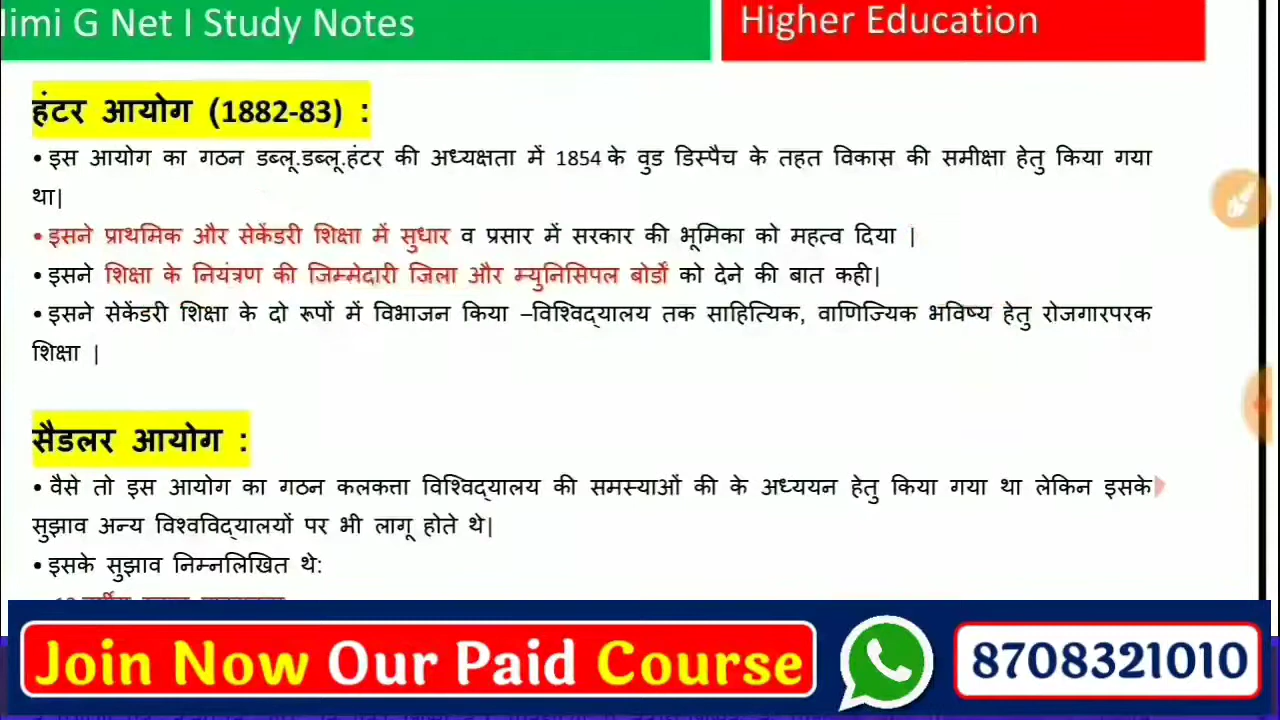 imi G Net I Study Notes
Higher Education
हंटर आयोग (1882-83) :
• इस आयोग का गठन डब्लू.डब्लू.हंटर की अध्यक्षता में 1854 के वुड डिस्पैच के तहत विकास की समीक्षा हेतु किया गया
था|
• इसने प्राथमिक और सेकेंडरी शिक्षा में सुधार व प्रसार में सरकार की भूमिका को महत्व दिया |
• इसने शिक्षा के नियंत्रण की जिम्मेदारी जिला और म्युनिसिपल बोर्डों को देने की बात कही|
• इसने सेकेंडरी शिक्षा के दो रूपों में विभाजन किया –विश्विद्यालय तक साहित्यिक, वाणिज्यिक भविष्य हेतु रोजगारपरक
शिक्षा |
सैडलर आयोग :
• वैसे तो इस आयोग का गठन कलकत्ता विश्विद्यालय की समस्याओं की के अध्ययन हेतु किया गया था लेकिन इसके
सुझाव अन्य विश्वविद्यालयों पर भी लागू होते थे|
• इसके सुझाव निम्नलिखित थे:
Join Now Our Paid Course
8708321010